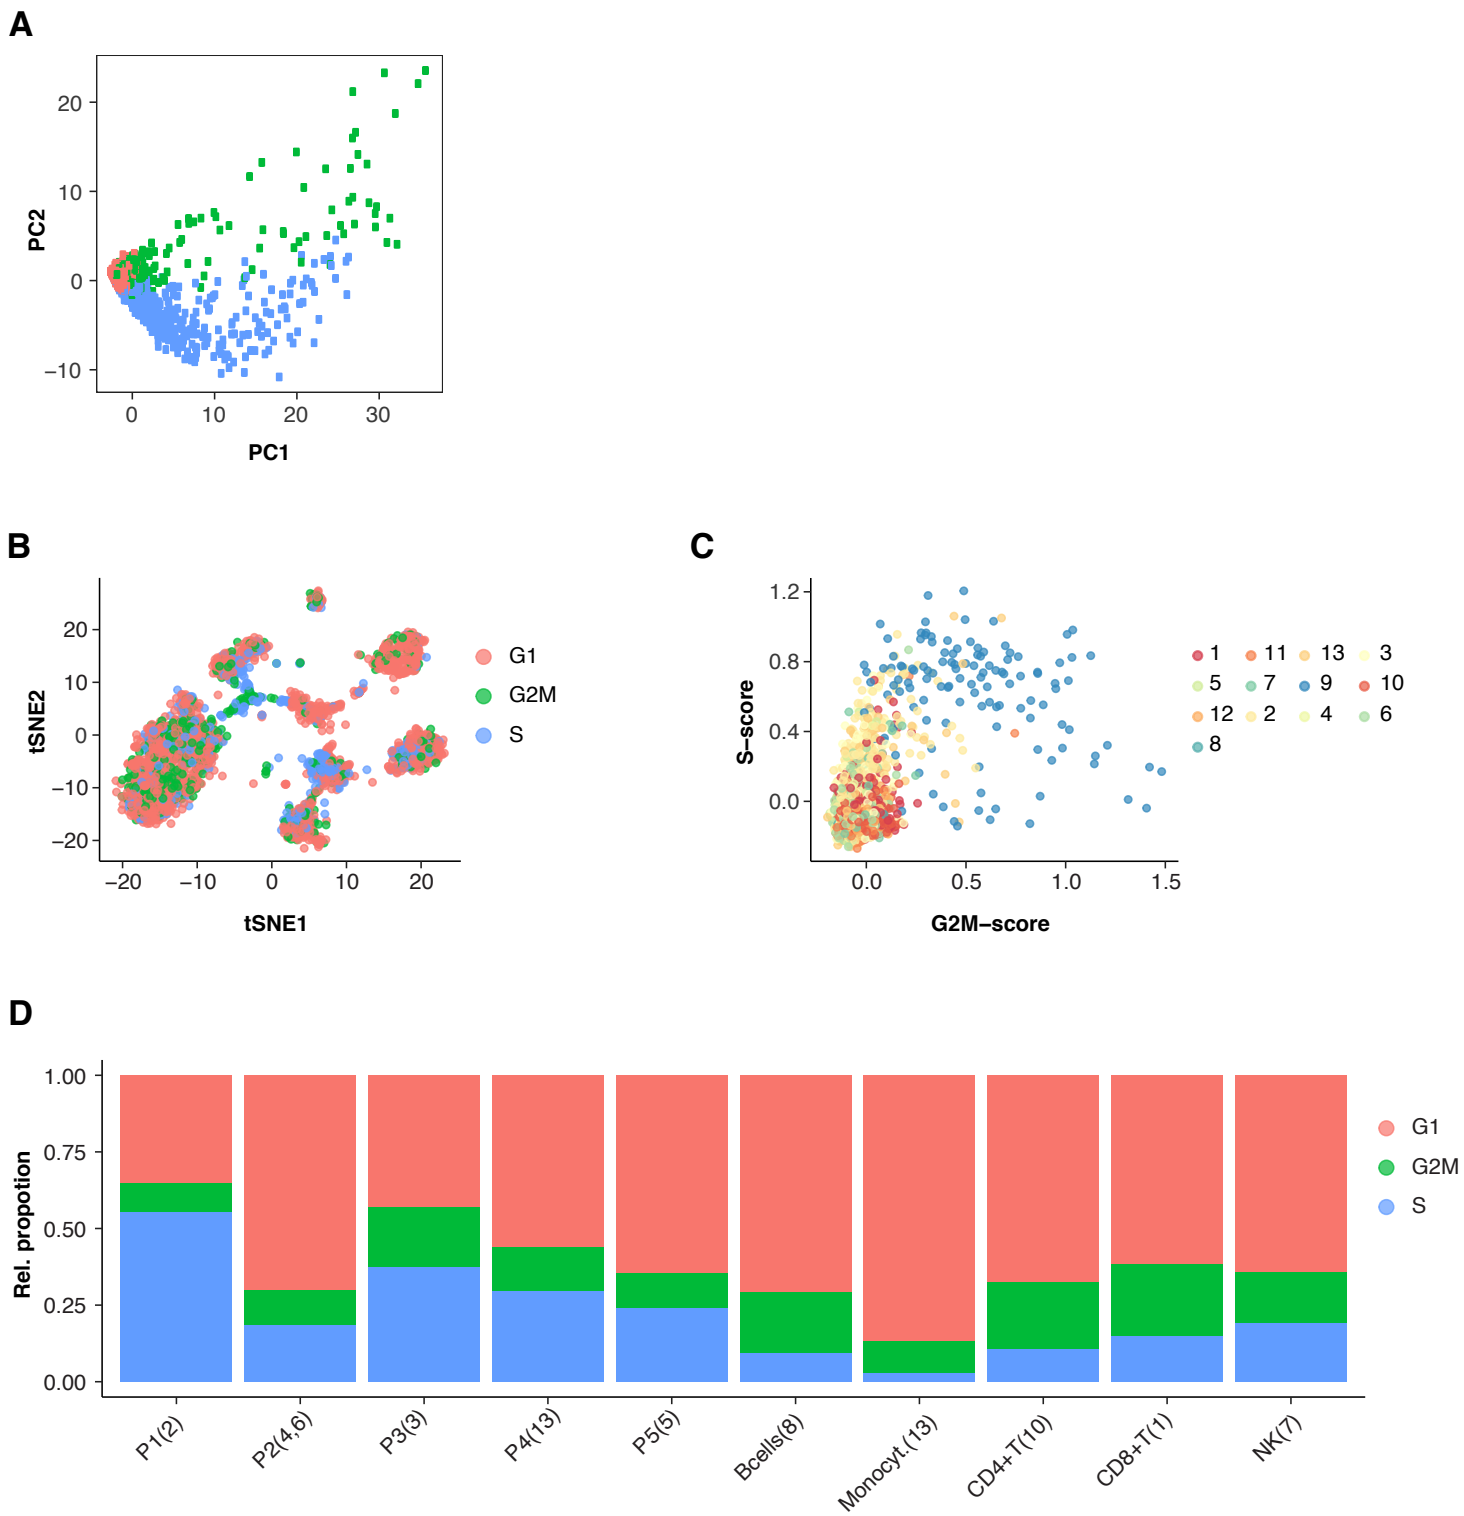 A
PC2
20
10
0
−10
0 10 20 30
PC1
B
tSNE2
20
10
0
−10
−20
−20 −10 0 10 20
tSNE1
G1
G2M
S
C
S−score
1.2
0.8
0.4
0.0
0.0 0.5 1.0 1.5
G2M−score
1 11 13 3
5 7 9 10
12 2 4 6
8
D
Rel. propotion
1.00
0.75
0.50
0.25
0.00
P1(2) P2(4,6) P3(3) P4(13) P5(5) Bcells(8) Monocyt.(13) CD4+T(10) CD8+T(1) NK(7)
G1
G2M
S